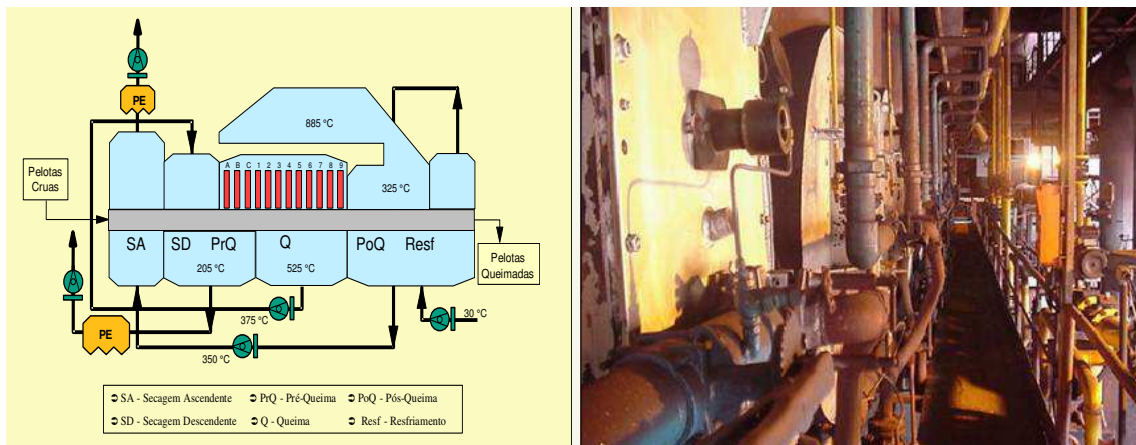 PE
885 °C
A B C 1 2 3 4 5 6 7 8 9
Pelotas
Cruas
325 °C
SA SD PrQ Q PoQ Resf
205 °C 525 °C
Pelotas
Queimadas
375 °C
30 °C
PE
350 °C
➲ SA - Secagem Ascendente ➲ PrQ - Pré-Queima ➲ PoQ - Pós-Queima
➲ SD - Secagem Descendente ➲ Q - Queima ➲ Resf - Resfriamento